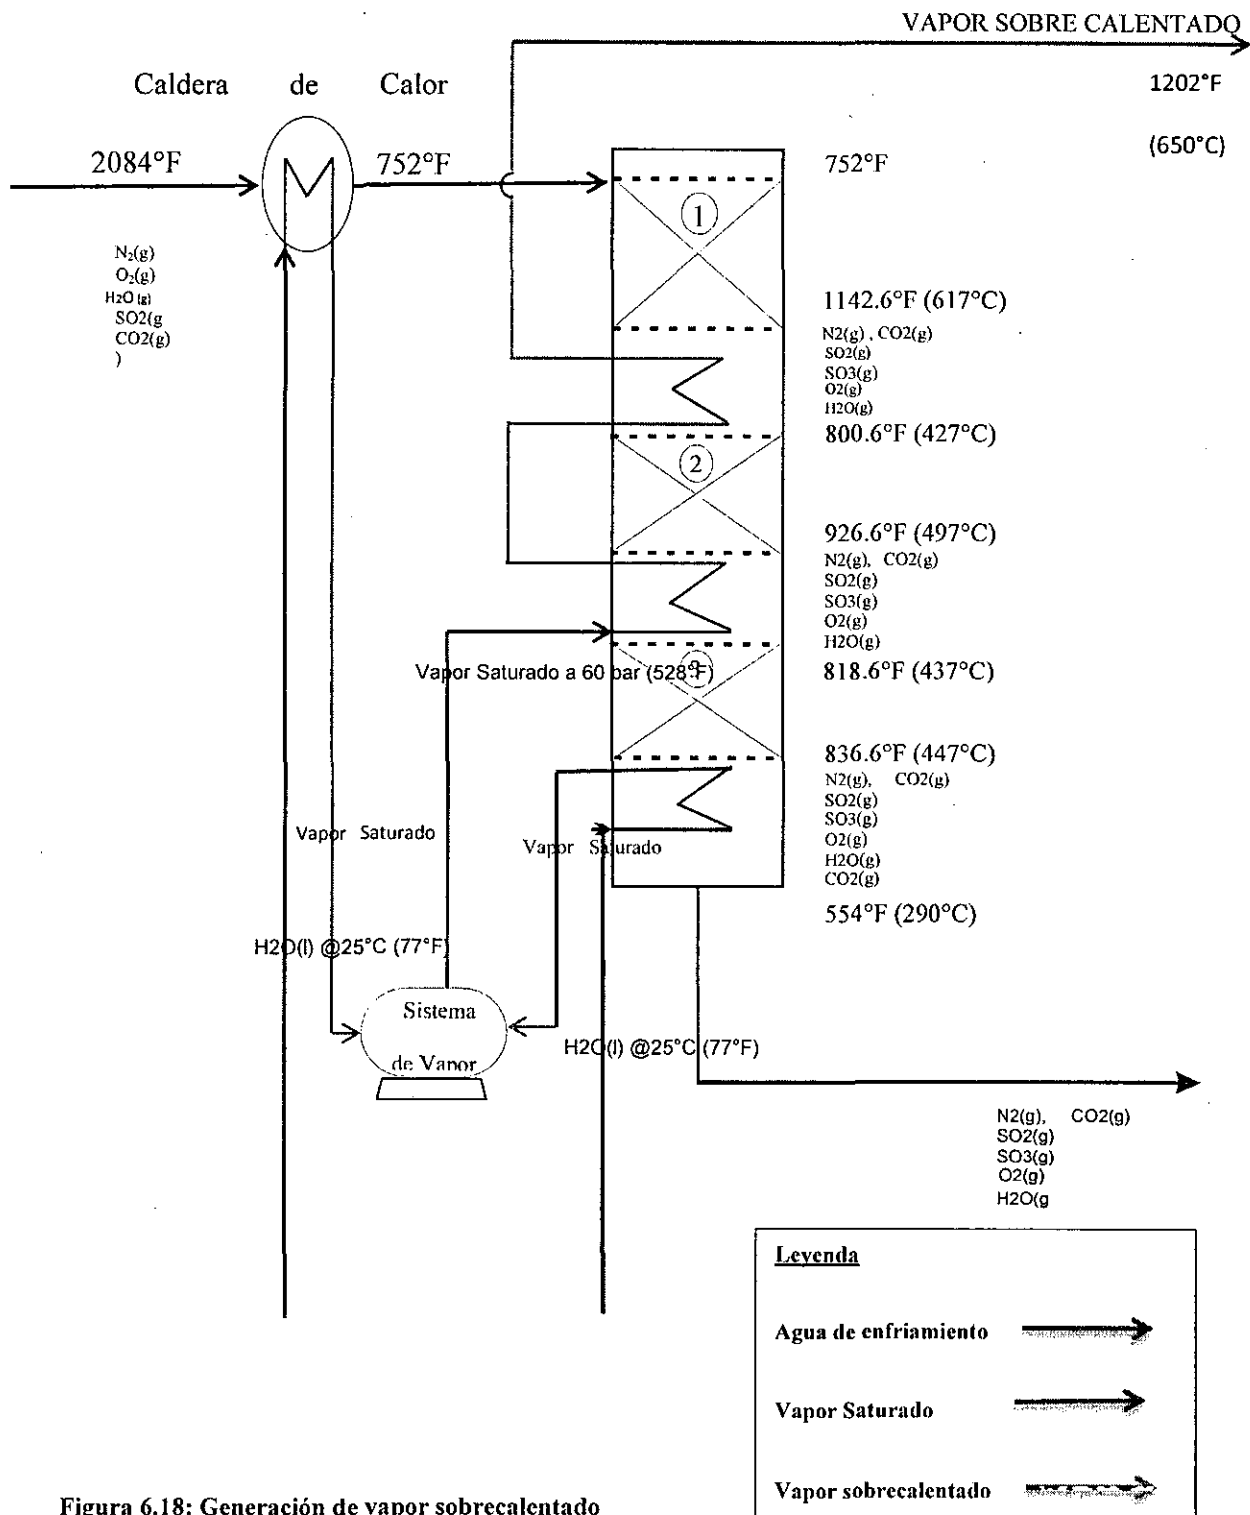 VAPOR SOBRE CALENTADO
Caldera de Calor
1202°F
(650°C)
2084°F
752°F
752°F
N2(g)
O2(g)
H2O (g)
SO2(g
CO2(g)
)
1
1142.6°F (617°C)
N2(g) , CO2(g)
SO2(g)
SO3(g)
O2(g)
H2O(g)
800.6°F (427°C)
2
926.6°F (497°C)
N2(g), CO2(g)
SO2(g)
SO3(g)
O2(g)
H2O(g)
Vapor Saturado a 60 bar (528°F)
3
818.6°F (437°C)
836.6°F (447°C)
N2(g), CO2(g)
SO2(g)
SO3(g)
O2(g)
H2O(g)
CO2(g)
Vapor Saturado
Vapor Saturado
554°F (290°C)
H2O(l) @25°C (77°F)
Sistema
de Vapor
H2O(l) @25°C (77°F)
N2(g), CO2(g)
SO2(g)
SO3(g)
O2(g)
H2O(g
Leyenda
Agua de enfriamiento
Vapor Saturado
Vapor sobrecalentado
Figura 6.18: Generación de vapor sobrecalentado